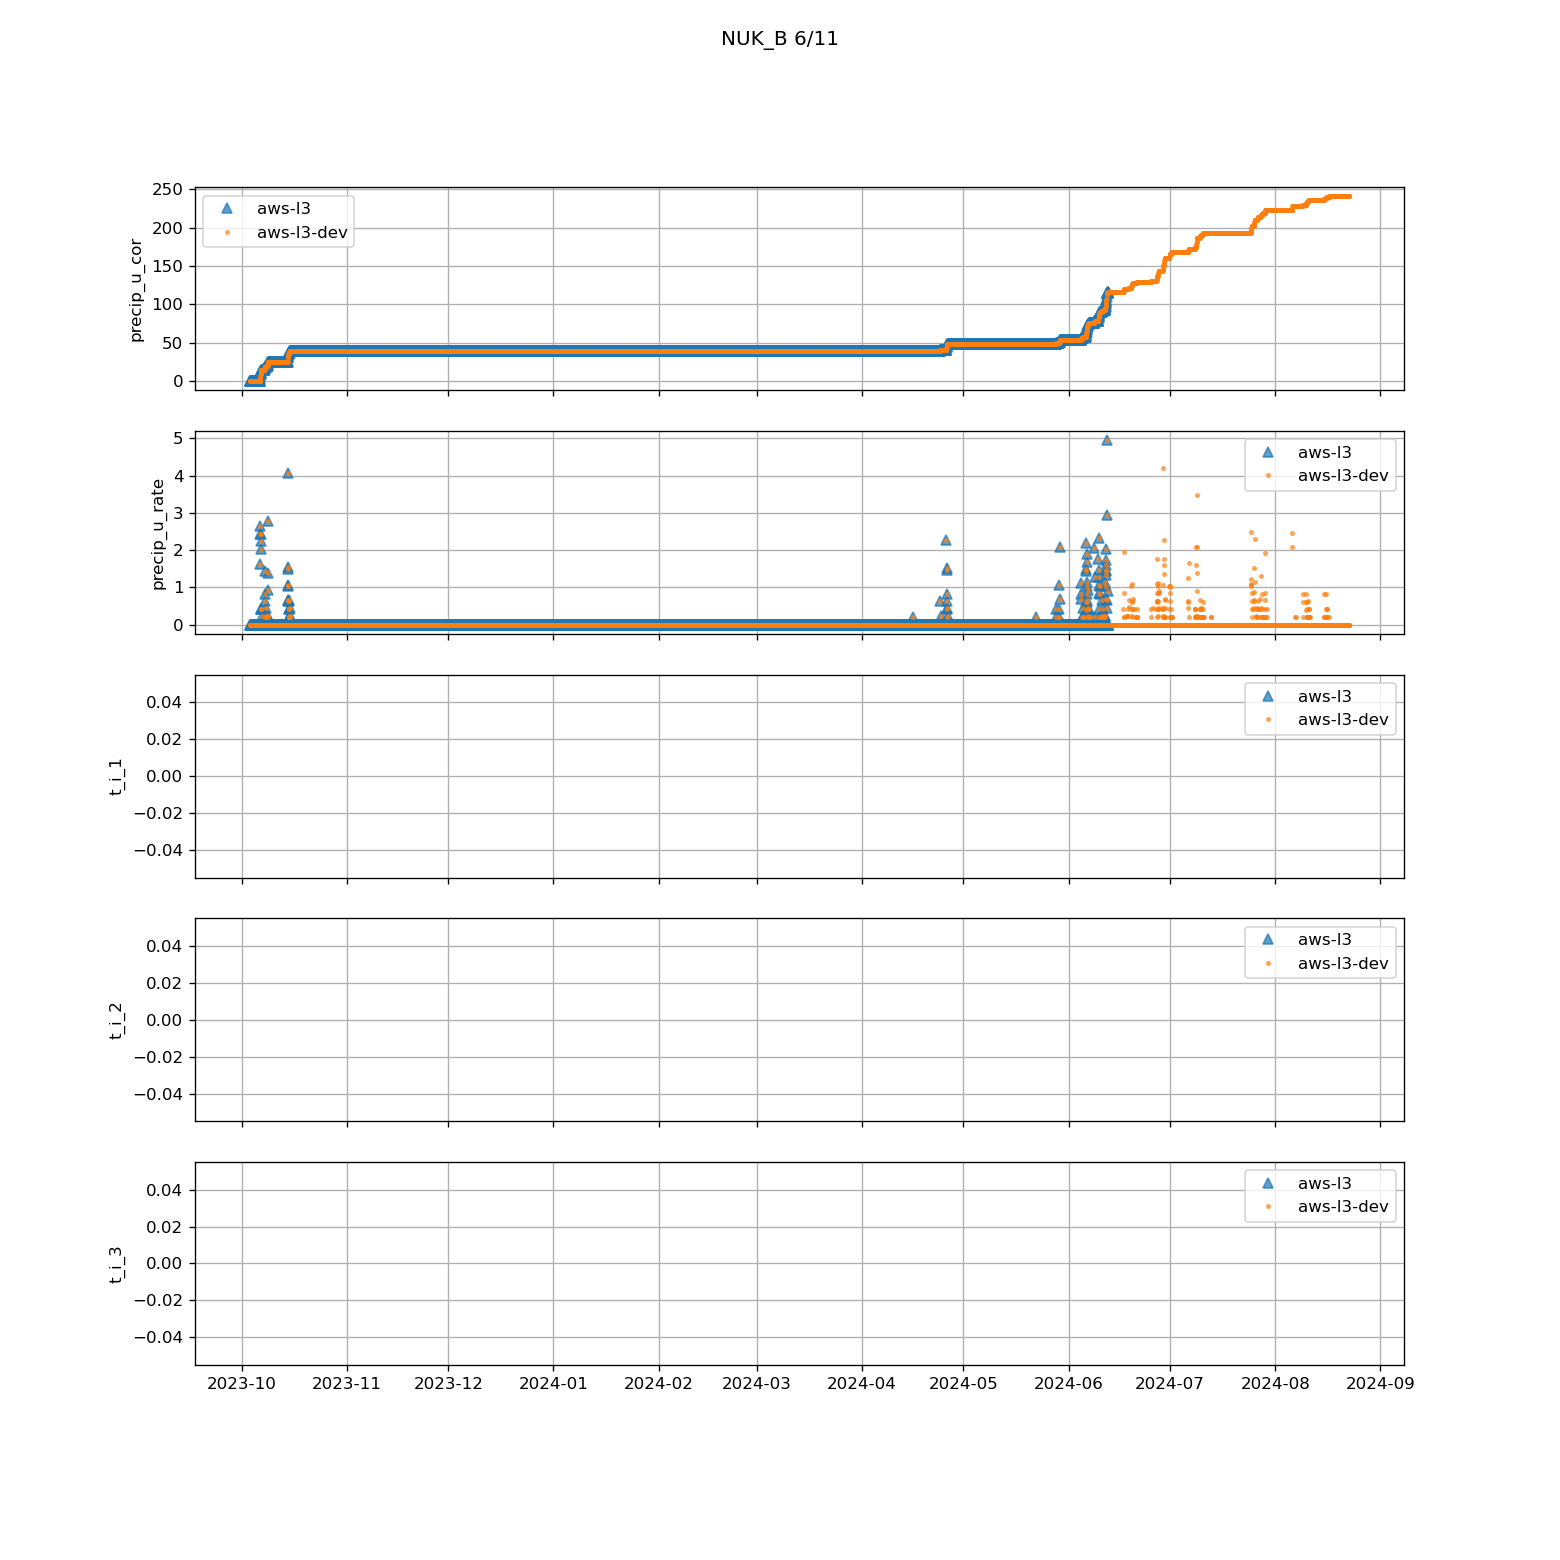 NUK_B 6/11
250
200
150
100
50
0
precip_u_cor
aws-l3
aws-l3-dev
5
4
3
2
1
0
precip_u_rate
aws-l3
aws-l3-dev
0.04
0.02
0.00
−0.02
−0.04
t_i_1
aws-l3
aws-l3-dev
0.04
0.02
0.00
−0.02
−0.04
t_i_2
aws-l3
aws-l3-dev
0.04
0.02
0.00
−0.02
−0.04
t_i_3
aws-l3
aws-l3-dev
2023-10 2023-11 2023-12 2024-01 2024-02 2024-03 2024-04 2024-05 2024-06 2024-07 2024-08 2024-09